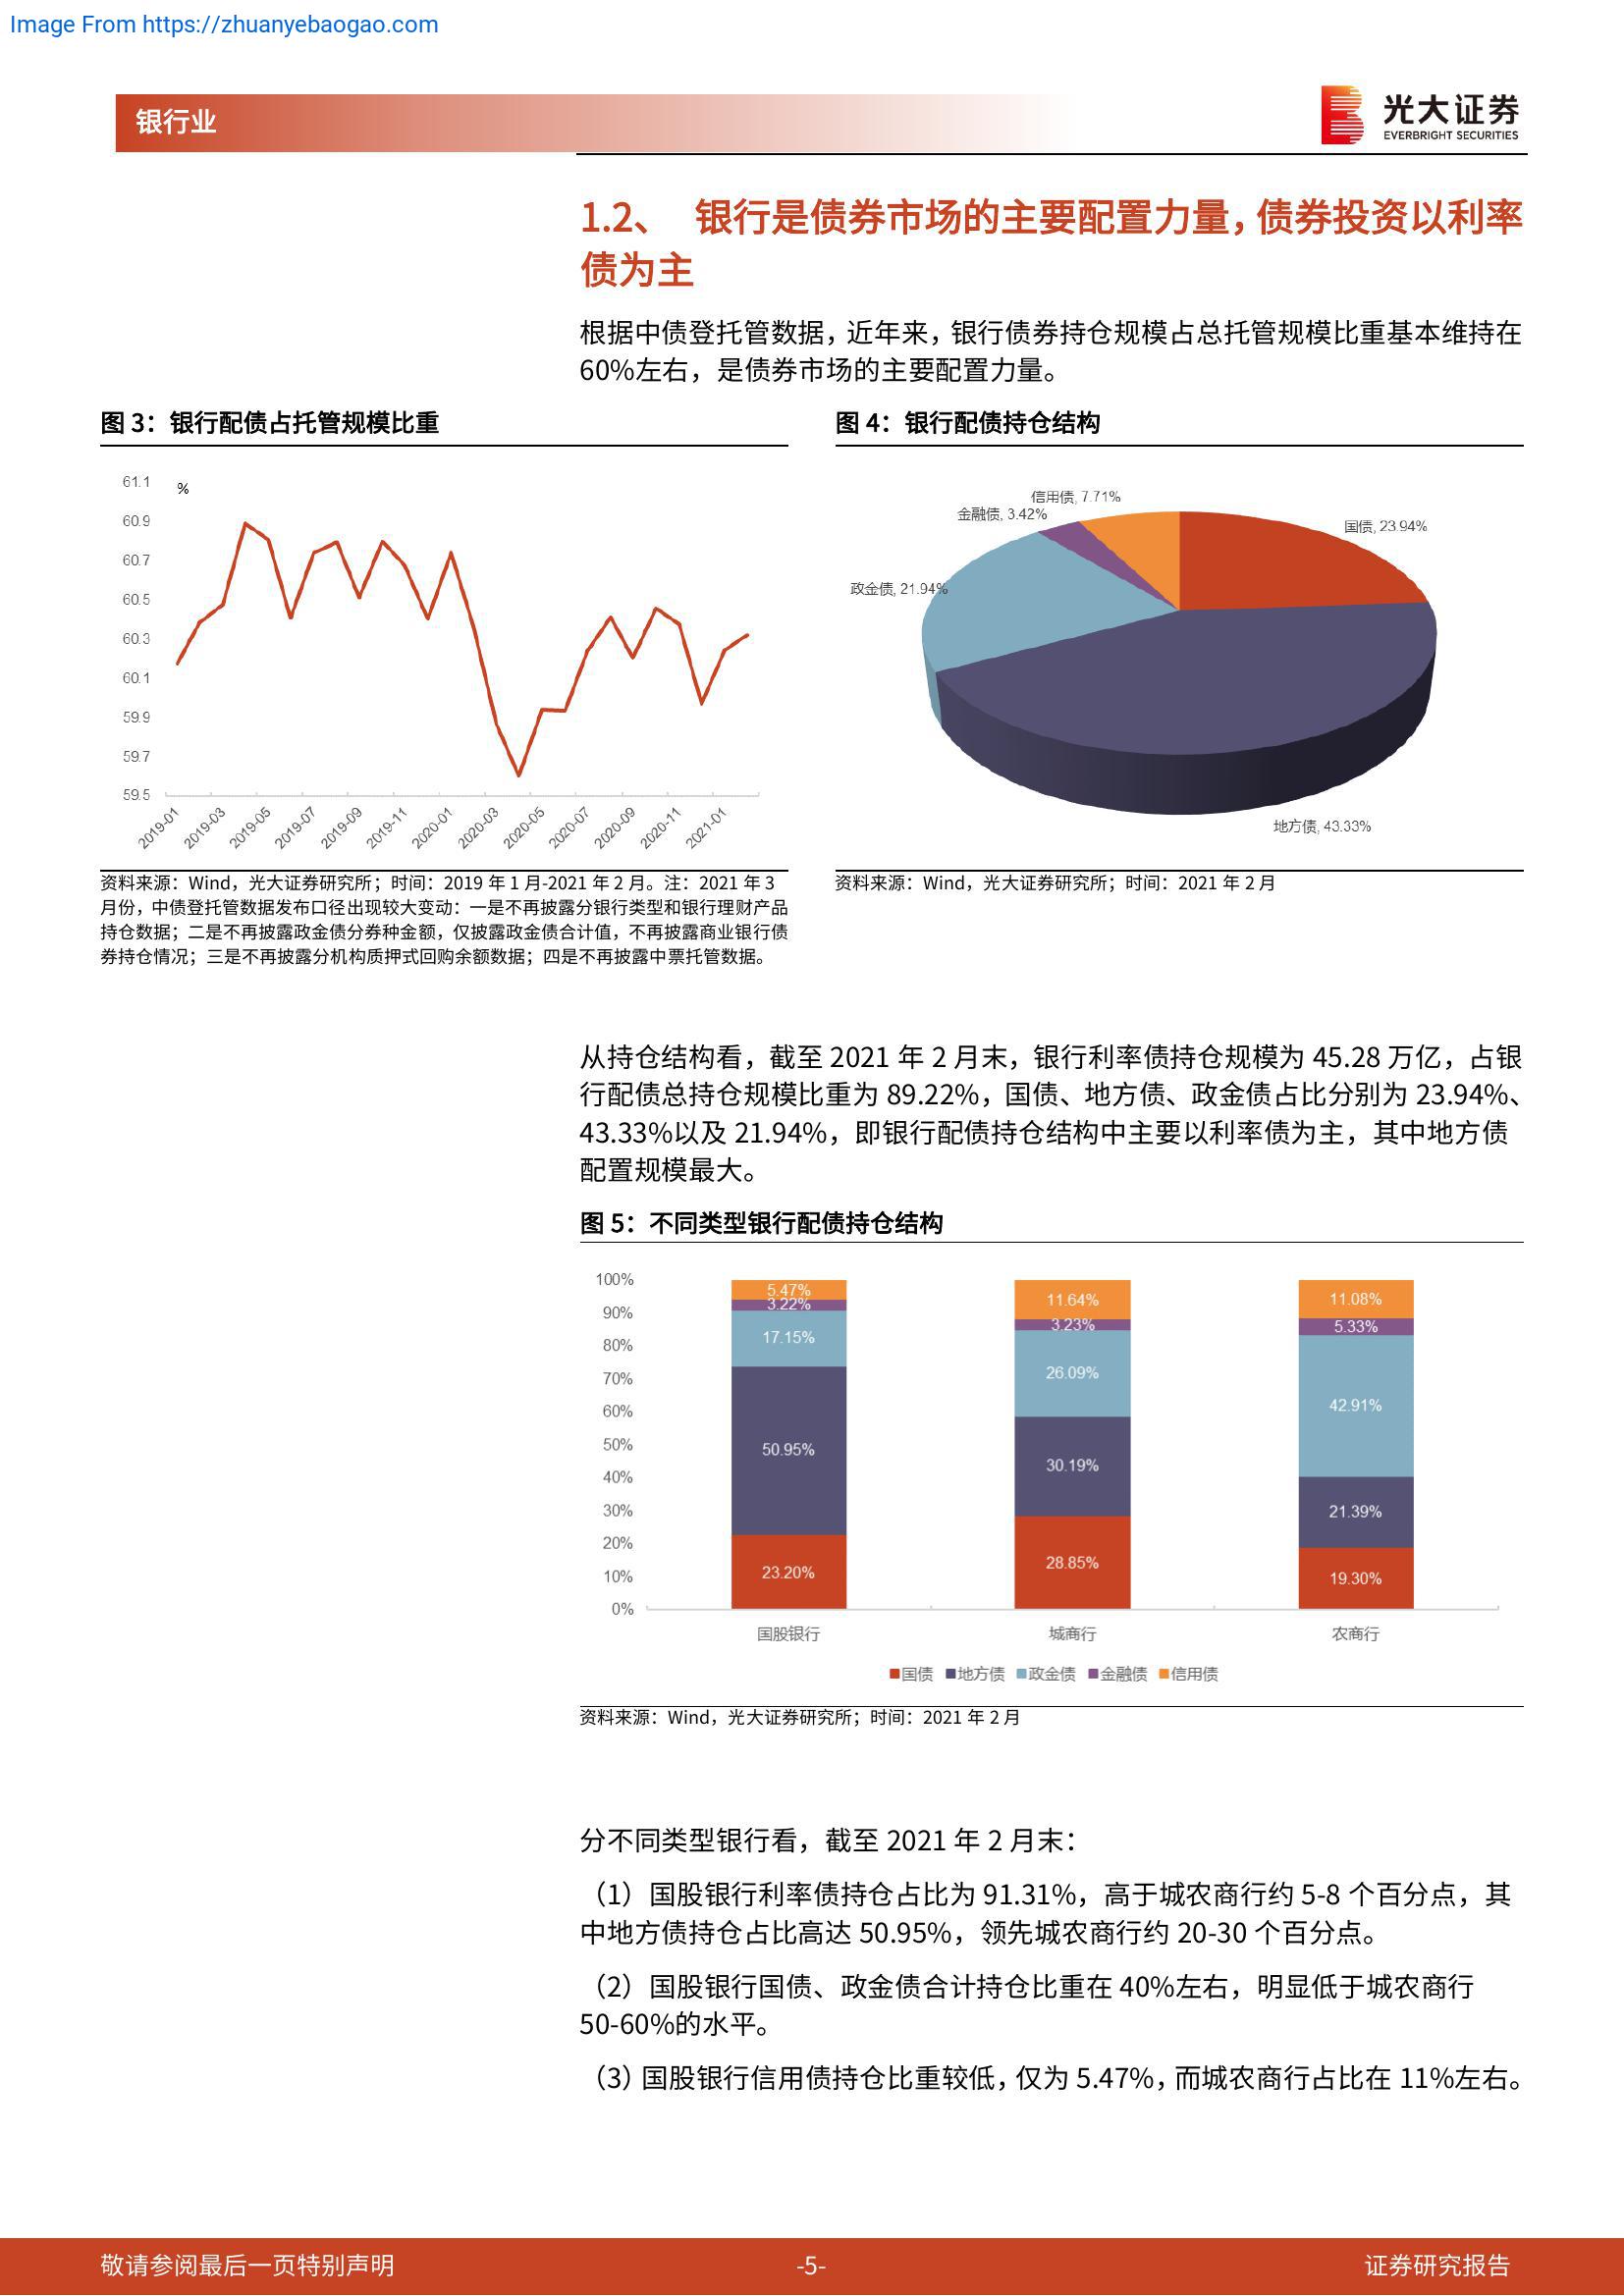 Image From https://zhuanyebaogao.com
银行业
光大证券
EVERBRIGHT SECURITIES
1.2、 银行是债券市场的主要配置力量，债券投资以利率
债为主
根据中债登托管数据，近年来，银行债券持仓规模占总托管规模比重基本维持在
60%左右，是债券市场的主要配置力量。
图 3：银行配债占托管规模比重
61.1
%
60.9
60.7
60.5
60.3
60.1
59.9
59.7
59.5
2019-01
2019-03
2019-05
2019-07
2019-09
2019-11
2020-01
2020-03
2020-05
2020-07
2020-09
2020-11
2021-01
资料来源：Wind，光大证券研究所；时间：2019 年 1 月-2021 年 2 月。注：2021 年 3
月份，中债登托管数据发布口径出现较大变动：一是不再披露分银行类型和银行理财产品
持仓数据；二是不再披露政金债分券种金额，仅披露政金债合计值，不再披露商业银行债
券持仓情况；三是不再披露分机构质押式回购余额数据；四是不再披露中票托管数据。
图 4：银行配债持仓结构
信用债, 7.71%
金融债, 3.42%
国债, 23.94%
政金债, 21.94%
地方债, 43.33%
资料来源：Wind，光大证券研究所；时间：2021 年 2 月
从持仓结构看，截至 2021 年 2 月末，银行利率债持仓规模为 45.28 万亿，占银
行配债总持仓规模比重为 89.22%，国债、地方债、政金债占比分别为 23.94%、
43.33%以及 21.94%，即银行配债持仓结构中主要以利率债为主，其中地方债
配置规模最大。
图 5：不同类型银行配债持仓结构
100%
90%
80%
70%
60%
50%
40%
30%
20%
10%
0%
5.47%
3.22%
17.15%
50.95%
23.20%
11.64%
3.23%
26.09%
30.19%
28.85%
11.08%
5.33%
42.91%
21.39%
19.30%
国股银行
城商行
农商行
国债 地方债 政金债 金融债 信用债
资料来源：Wind，光大证券研究所；时间：2021 年 2 月
分不同类型银行看，截至 2021 年 2 月末：
（1）国股银行利率债持仓占比为 91.31%，高于城农商行约 5-8 个百分点，其
中地方债持仓占比高达 50.95%，领先城农商行约 20-30 个百分点。
（2）国股银行国债、政金债合计持仓比重在 40%左右，明显低于城农商行
50-60%的水平。
（3）国股银行信用债持仓比重较低，仅为 5.47%，而城农商行占比在 11%左右。
敬请参阅最后一页特别声明
-5-
证券研究报告